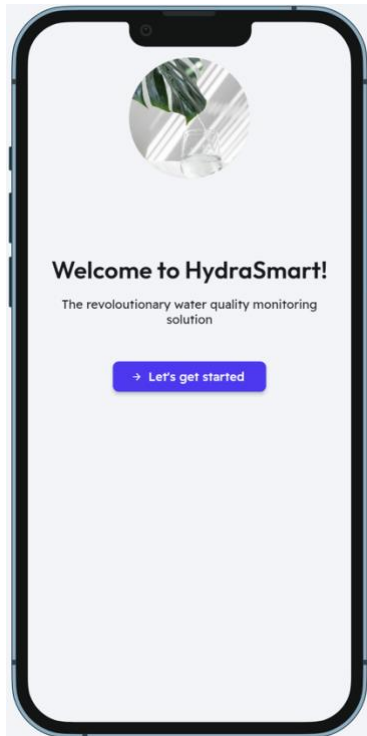 Welcome to HydraSmart!
The revoloutionary water quality monitoring
solution
→ Let's get started